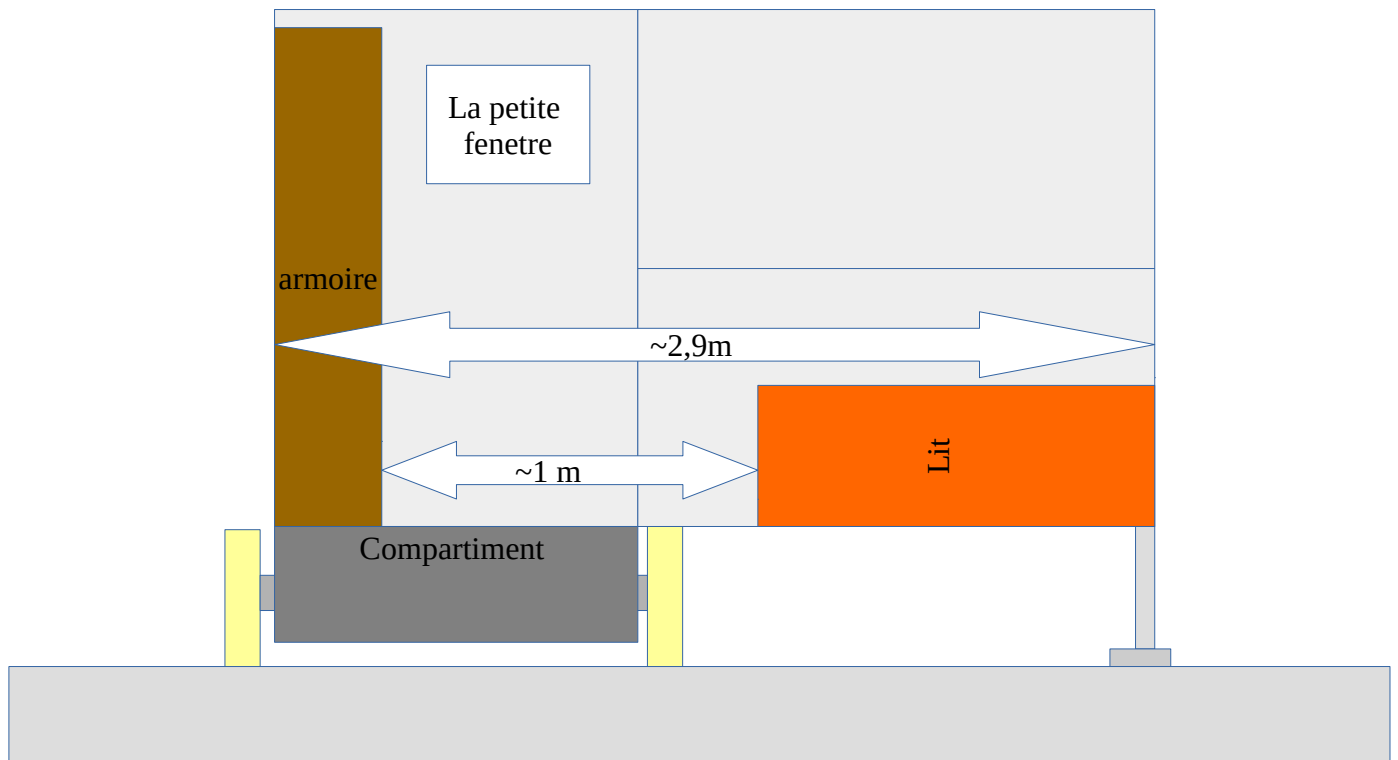 La petite
fenetre
armoire
~2,9m
~1 m
Lit
Compartiment